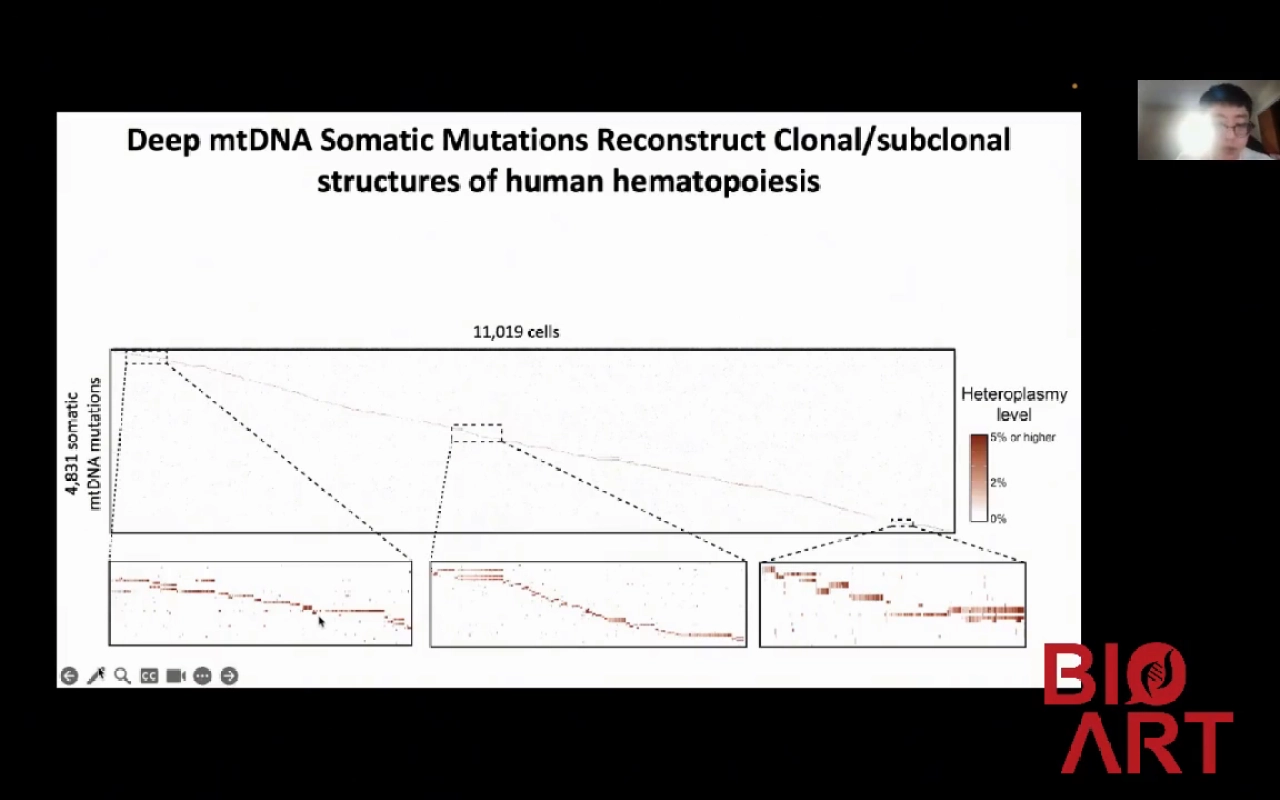 Deep mtDNA Somatic Mutations Reconstruct Clonal/subclonal
structures of human hematopoiesis
11,019 cells
4,831 somatic
mtDNA mutations
Heteroplasmy
level
5% or higher
2%
0%
CC
BIO
ART